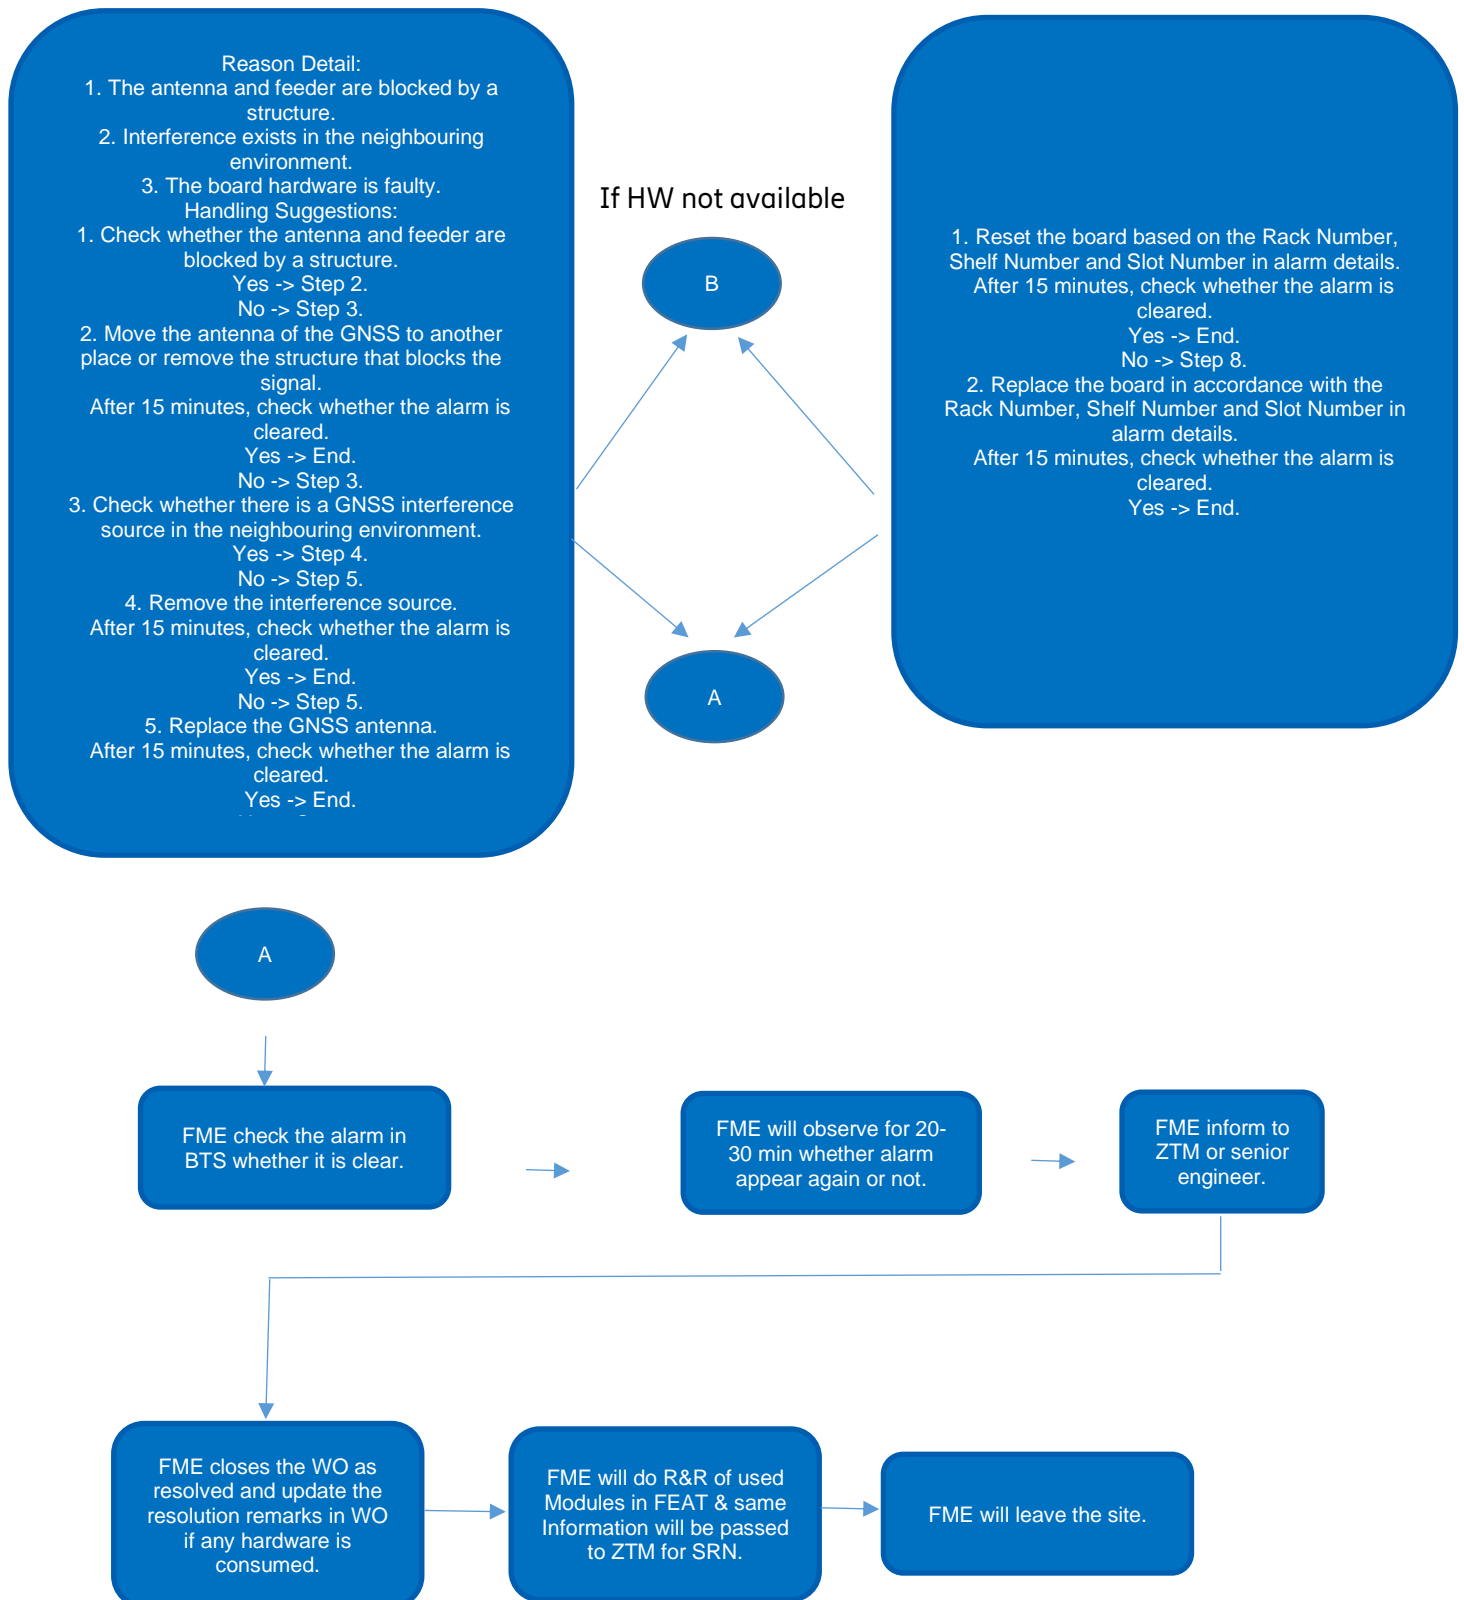 Reason Detail:
1. The antenna and feeder are blocked by a
structure.
2. Interference exists in the neighbouring
environment.
3. The board hardware is faulty.
Handling Suggestions:
1. Check whether the antenna and feeder are
blocked by a structure.
Yes -> Step 2.
No -> Step 3.
2. Move the antenna of the GNSS to another
place or remove the structure that blocks the
signal.
After 15 minutes, check whether the alarm is
cleared.
Yes -> End.
No -> Step 3.
3. Check whether there is a GNSS interference
source in the neighbouring environment.
Yes -> Step 4.
No -> Step 5.
4. Remove the interference source.
After 15 minutes, check whether the alarm is
cleared.
Yes -> End.
No -> Step 5.
5. Replace the GNSS antenna.
After 15 minutes, check whether the alarm is
cleared.
Yes -> End.
If HW not available
B
A
1. Reset the board based on the Rack Number,
Shelf Number and Slot Number in alarm details.
After 15 minutes, check whether the alarm is
cleared.
Yes -> End.
No -> Step 8.
2. Replace the board in accordance with the
Rack Number, Shelf Number and Slot Number in
alarm details.
After 15 minutes, check whether the alarm is
cleared.
Yes -> End.
A
FME check the alarm in
BTS whether it is clear.
FME will observe for 20-
30 min whether alarm
appear again or not.
FME inform to
ZTM or senior
engineer.
FME closes the WO as
resolved and update the
resolution remarks in WO
if any hardware is
consumed.
FME will do R&R of used
Modules in FEAT & same
Information will be passed
to ZTM for SRN.
FME will leave the site.